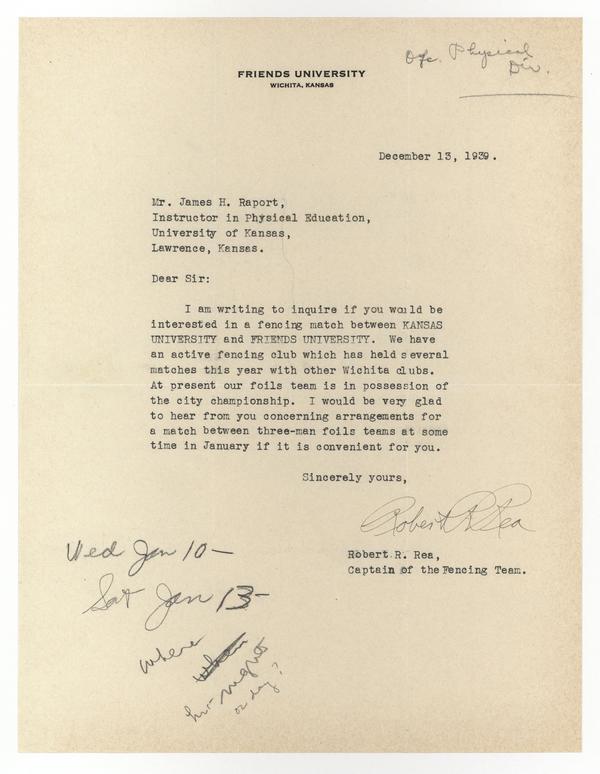 Ofc. Physical
Div.
FRIENDS UNIVERSITY
WICHITA, KANSAS
December 13, 1939.
Mr. James H. Raport,
Instructor in Physical Education,
University of Kansas,
Lawrence, Kansas.
Dear Sir:
I am writing to inquire if you would be
interested in a fencing match between KANSAS
UNIVERSITY and FRIENDS UNIVERSITY. We have
an active fencing club which has held several
matches this year with other Wichita clubs.
At present our foils team is in possession of
the city championship. I would be very glad
to hear from you concerning arrangements for
a match between three-man foils teams at some
time in January if it is convenient for you.
Sincerely yours,
Robert R. Rea
Robert R. Rea,
Captain of the Fencing Team.
Wed Jan 10-
Sat Jan 13-
where when
night
or day?